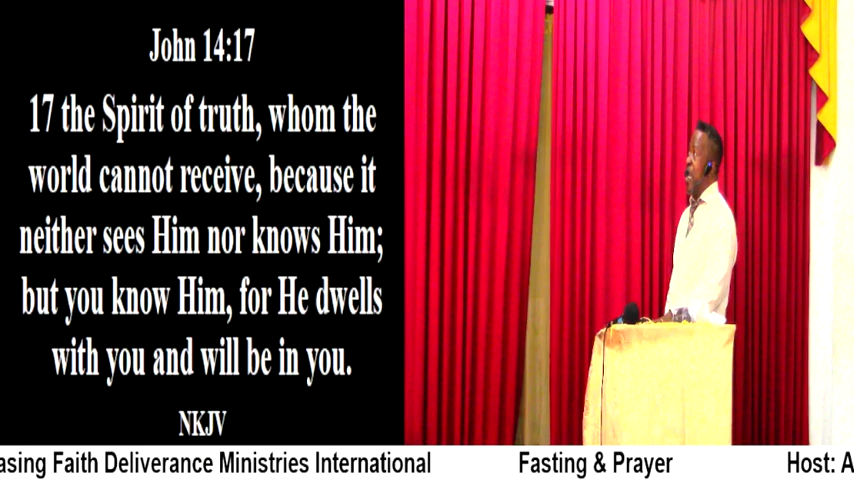 John 14:17
17 the Spirit of truth, whom the
world cannot receive, because it
neither sees Him nor knows Him;
but you know Him, for He dwells
with you and will be in you.
NKJV
Faith Deliverance Ministries International Fasting & Prayer Host: